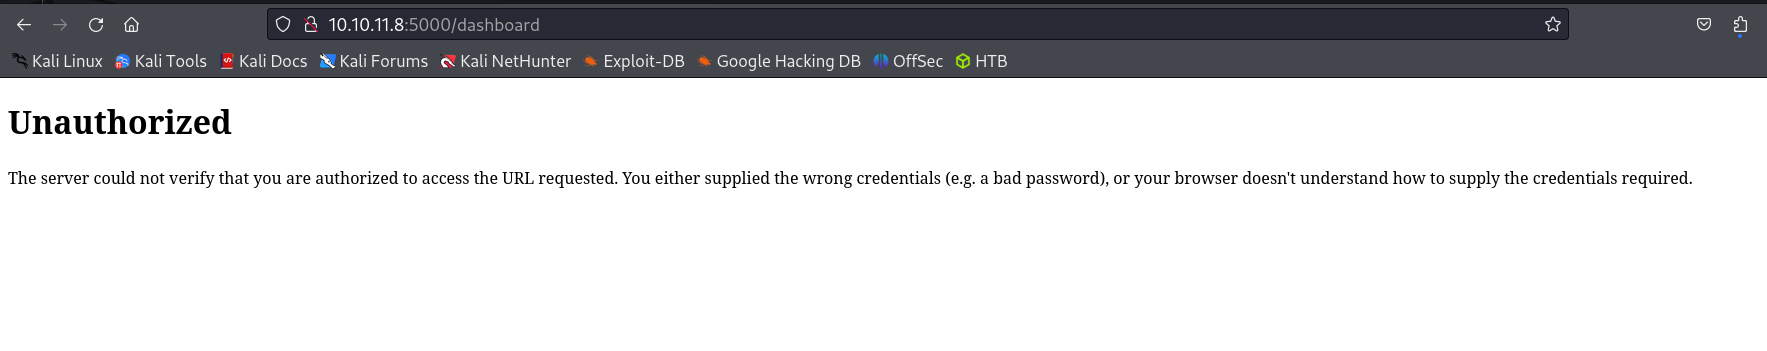 10.10.11.8:5000/dashboard
Kali Linux Kali Tools Kali Docs Kali Forums Kali NetHunter Exploit-DB Google Hacking DB OffSec HTB
Unauthorized
The server could not verify that you are authorized to access the URL requested. You either supplied the wrong credentials (e.g. a bad password), or your browser doesn't understand how to supply the credentials required.